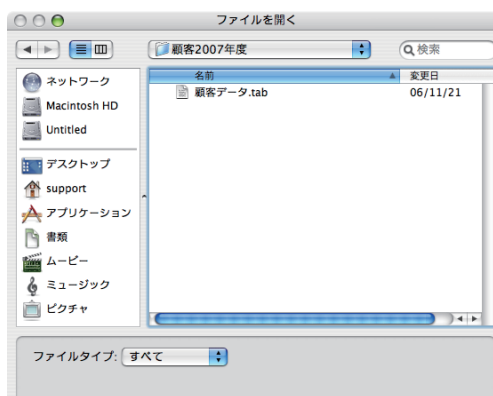 ファイルを開く
顧客2007年度
検索
ネットワーク
Macintosh HD
Untitled
デスクトップ
support
アプリケーション
書類
ムービー
ミュージック
ピクチャ
名前 変更日
顧客データ.tab 06/11/21
ファイルタイプ: すべて